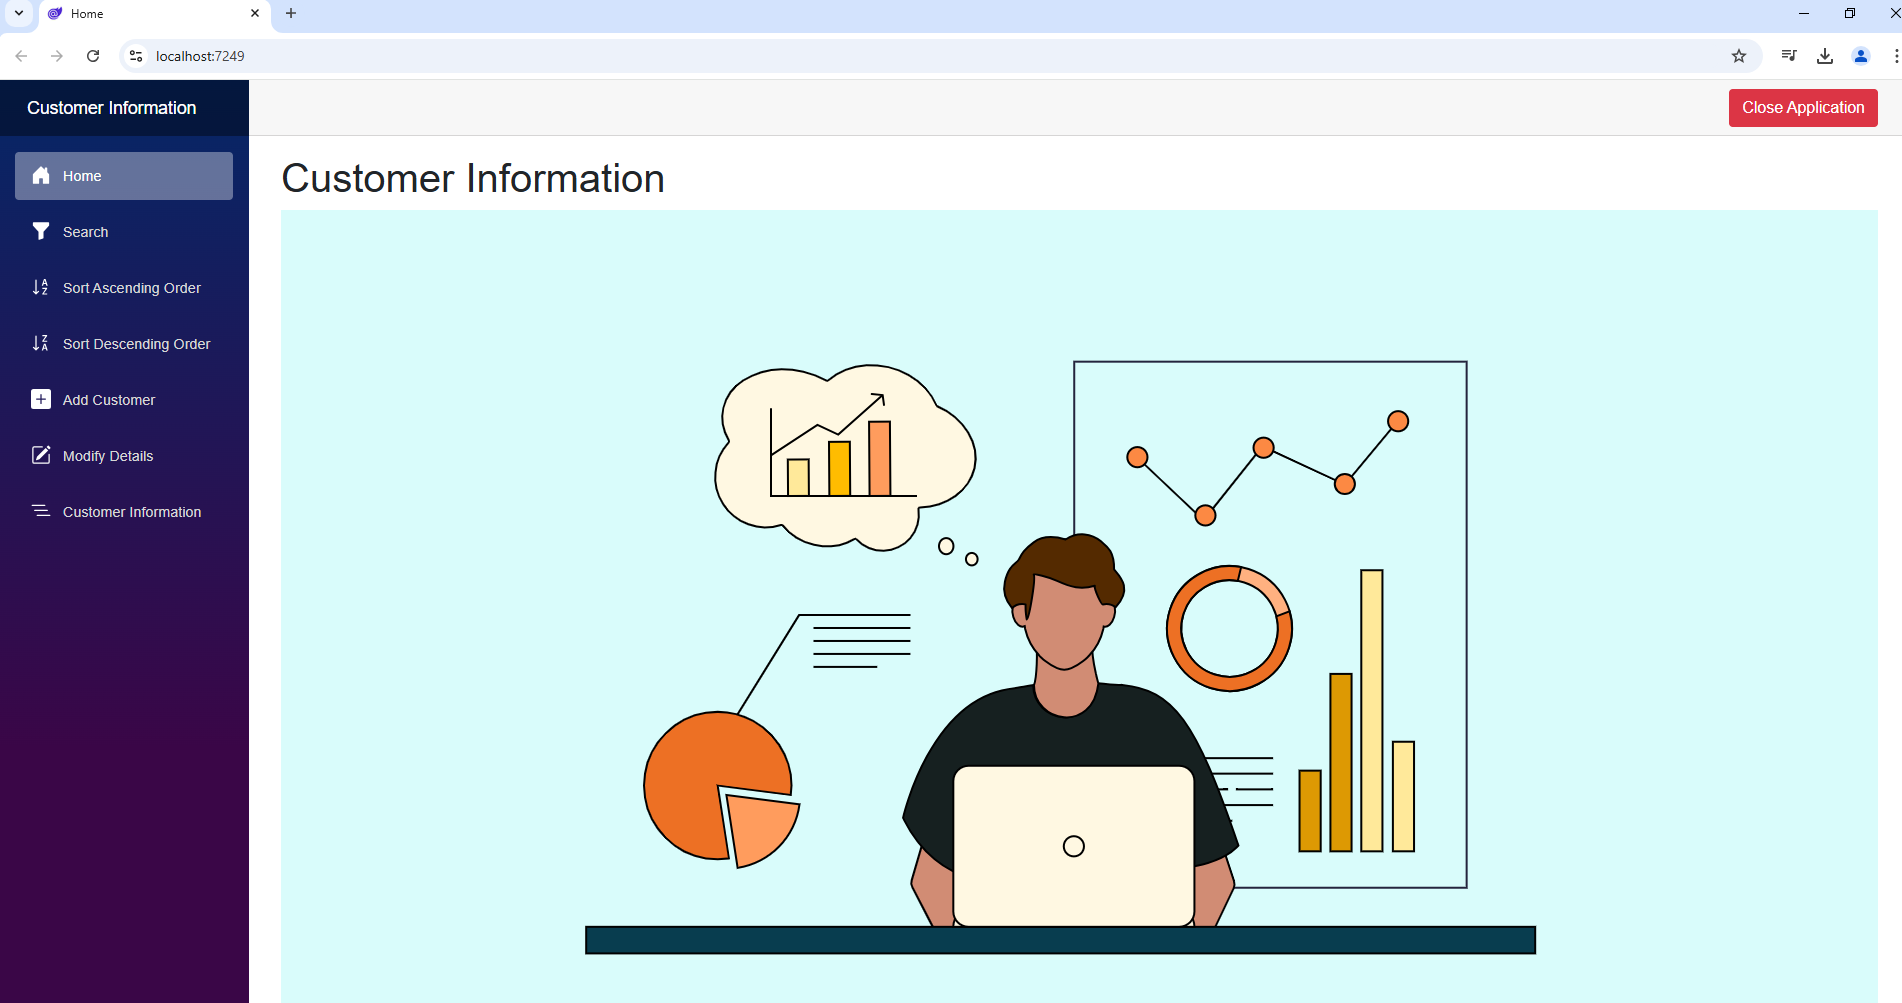 Home
localhost:7249
Customer Information
Close Application
Home
Search
Sort Ascending Order
Sort Descending Order
Add Customer
Modify Details
Customer Information
Customer Information